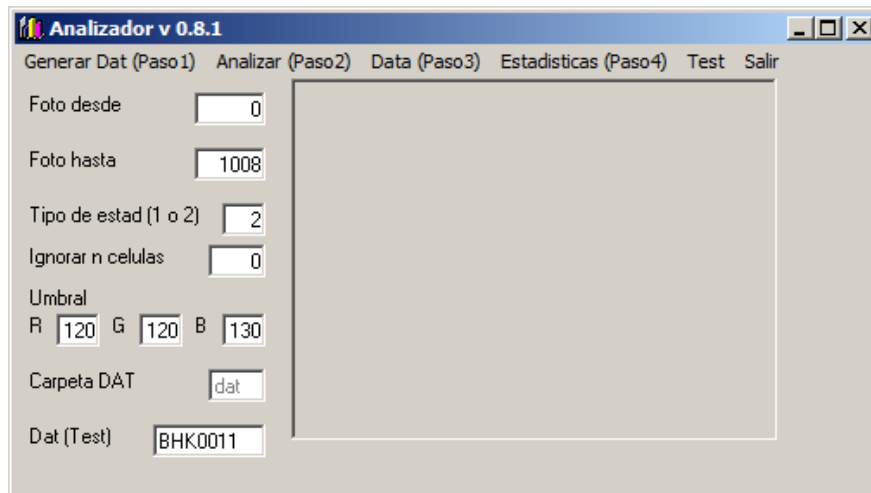 Analizador v 0.8.1
Generar Dat (Paso1) Analizar (Paso2) Data (Paso3) Estadisticas (Paso4) Test Salir
Foto desde 0
Foto hasta 1008
Tipo de estad (1 o 2) 2
Ignorar n celulas 0
Umbral
R 120 G 120 B 130
Carpeta DAT dat
Dat (Test) BHK0011